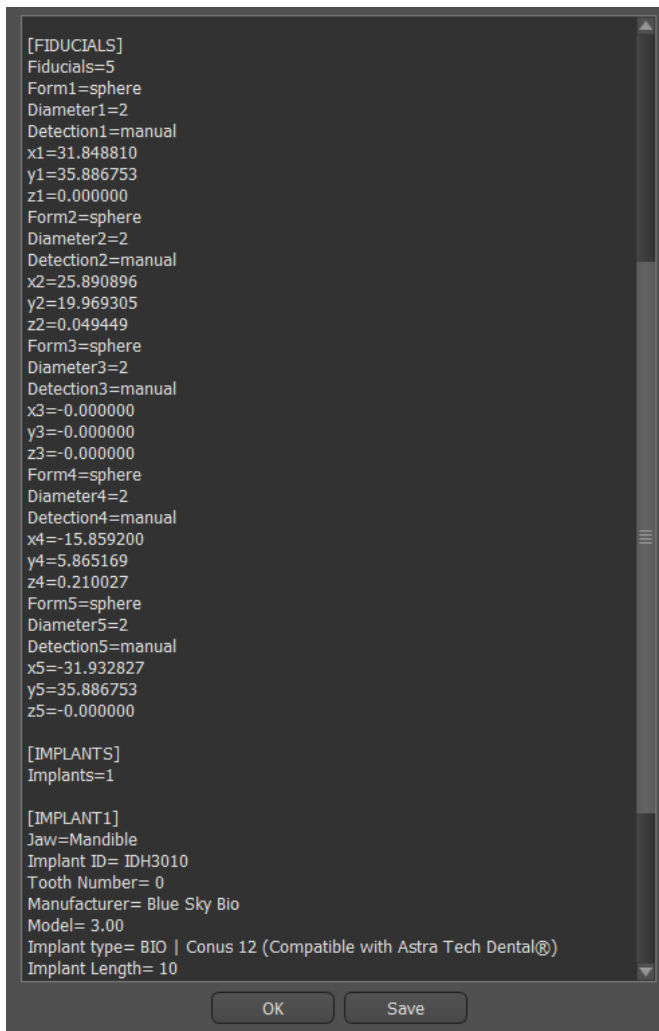 [FIDUCIALS]
Fiducials=5
Form1=sphere
Diameter1=2
Detection1=manual
x1=31.848810
y1=35.886753
z1=0.000000
Form2=sphere
Diameter2=2
Detection2=manual
x2=25.890896
y2=19.969305
z2=0.049449
Form3=sphere
Diameter3=2
Detection3=manual
x3=-0.000000
y3=-0.000000
z3=-0.000000
Form4=sphere
Diameter4=2
Detection4=manual
x4=-15.859200
y4=5.865169
z4=0.210027
Form5=sphere
Diameter5=2
Detection5=manual
x5=-31.932827
y5=35.886753
z5=-0.000000
[IMPLANTS]
Implants=1
[IMPLANT1]
Jaw=Mandible
Implant ID= IDH3010
Tooth Number= 0
Manufacturer= Blue Sky Bio
Model= 3.00
Implant type= BIO | Conus 12 (Compatible with Astra Tech Dental®)
Implant Length= 10
OK Save